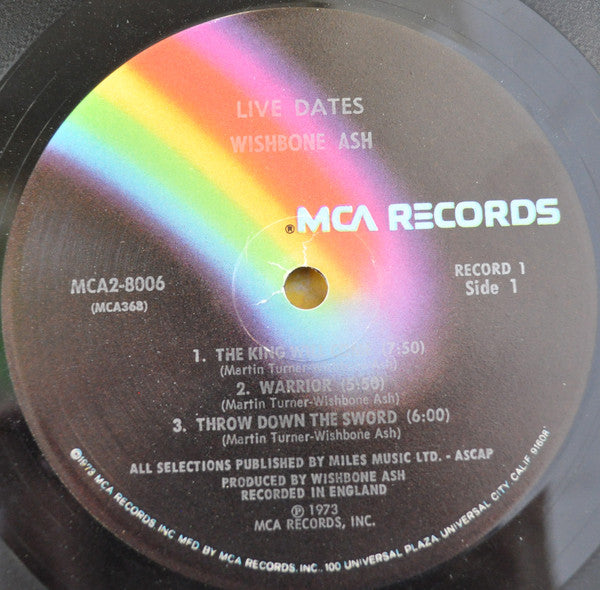 LIVE DATES
WISHBONE ASH
®MCA RECORDS
MCA2-8006
(MCA368)
RECORD 1
Side 1
1. THE KING (7:50)
(Martin Turner-Wishbone Ash)
2. WARRIOR (5:50)
(Martin Turner-Wishbone Ash)
3. THROW DOWN THE SWORD (6:00)
(Martin Turner-Wishbone Ash)
ALL SELECTIONS PUBLISHED BY MILES MUSIC LTD. - ASCAP
PRODUCED BY WISHBONE ASH
RECORDED IN ENGLAND
℗ 1973
MCA RECORDS, INC.
©1973 MCA RECORDS, INC. MFD BY MCA RECORDS, INC., 100 UNIVERSAL PLAZA, UNIVERSAL CITY, CALIF. 91608